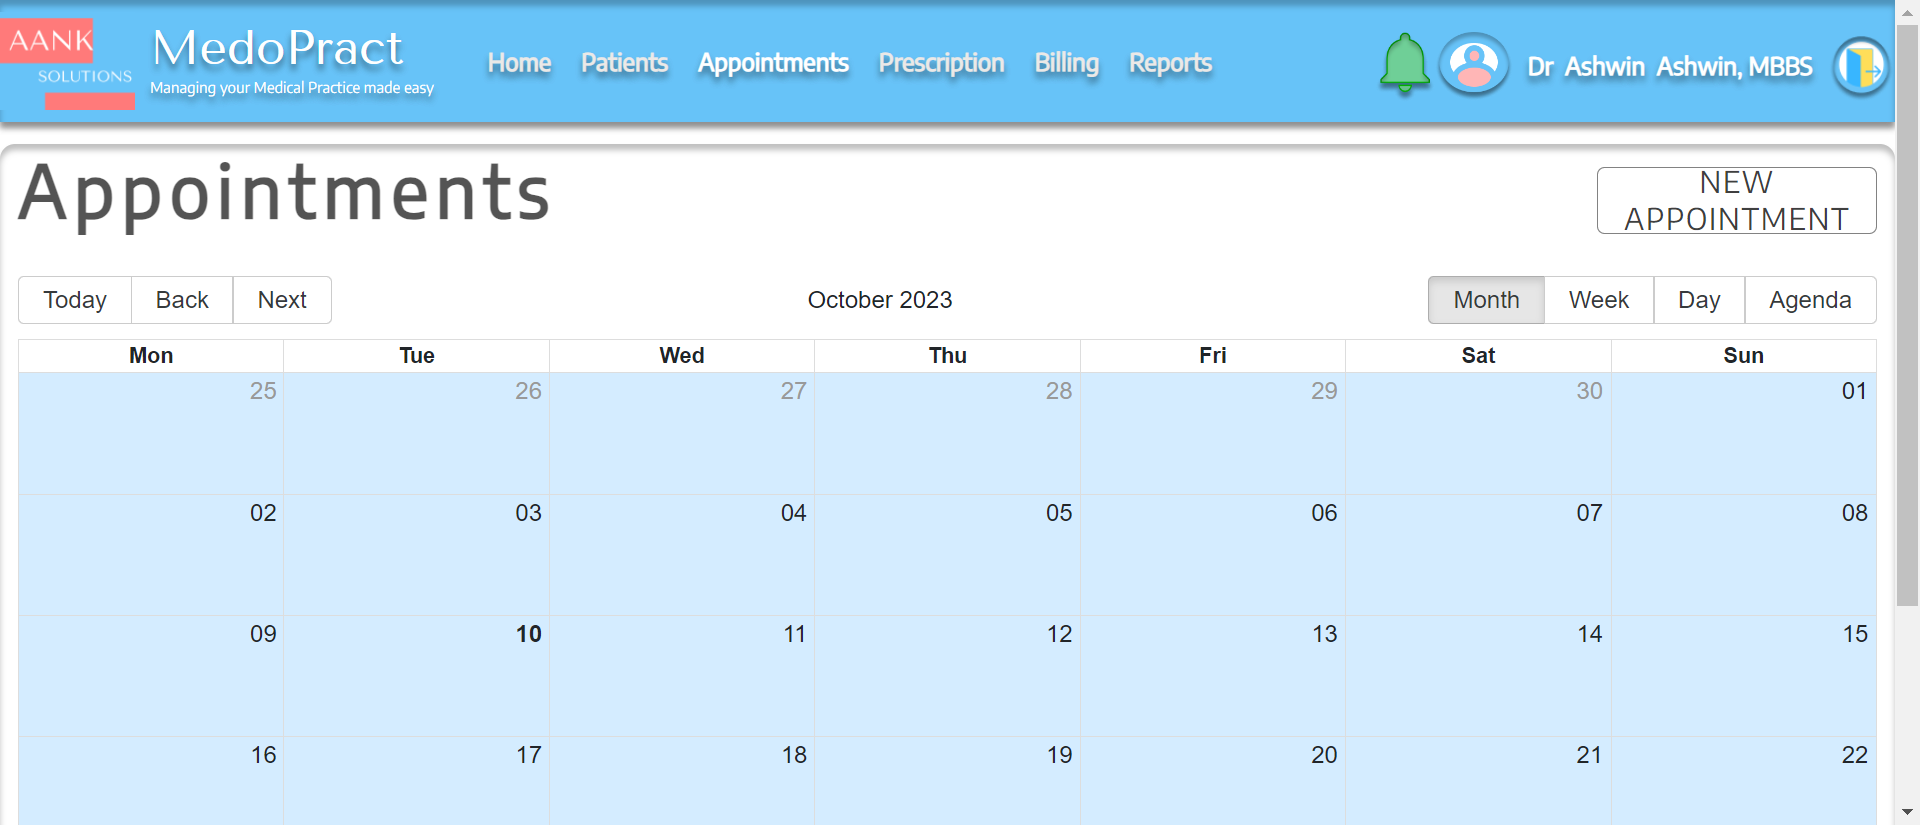 AANK
SOLUTIONS
MedoPract
Managing your Medical Practice made easy
Home Patients Appointments Prescription Billing Reports
Dr Ashwin Ashwin, MBBS
Appointments
NEW
APPOINTMENT
Today Back Next
October 2023
Month Week Day Agenda
Mon Tue Wed Thu Fri Sat Sun
25 26 27 28 29 30 01
02 03 04 05 06 07 08
09 10 11 12 13 14 15
16 17 18 19 20 21 22